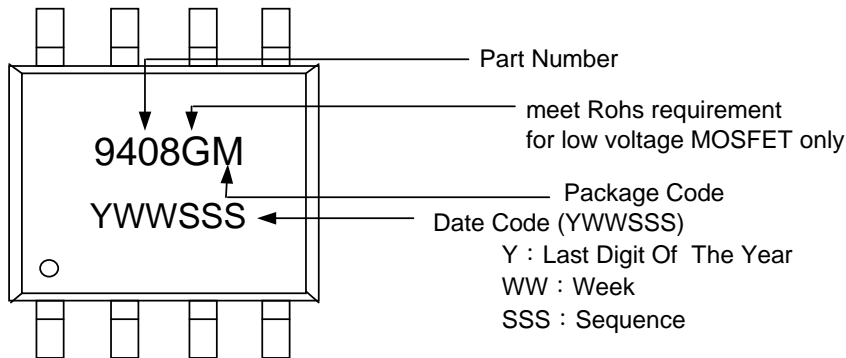 Part Number
meet Rohs requirement
for low voltage MOSFET only
9408GM
Package Code
YWWSSS
Date Code (YWWSSS)
Y：Last Digit Of The Year
WW：Week
SSS：Sequence